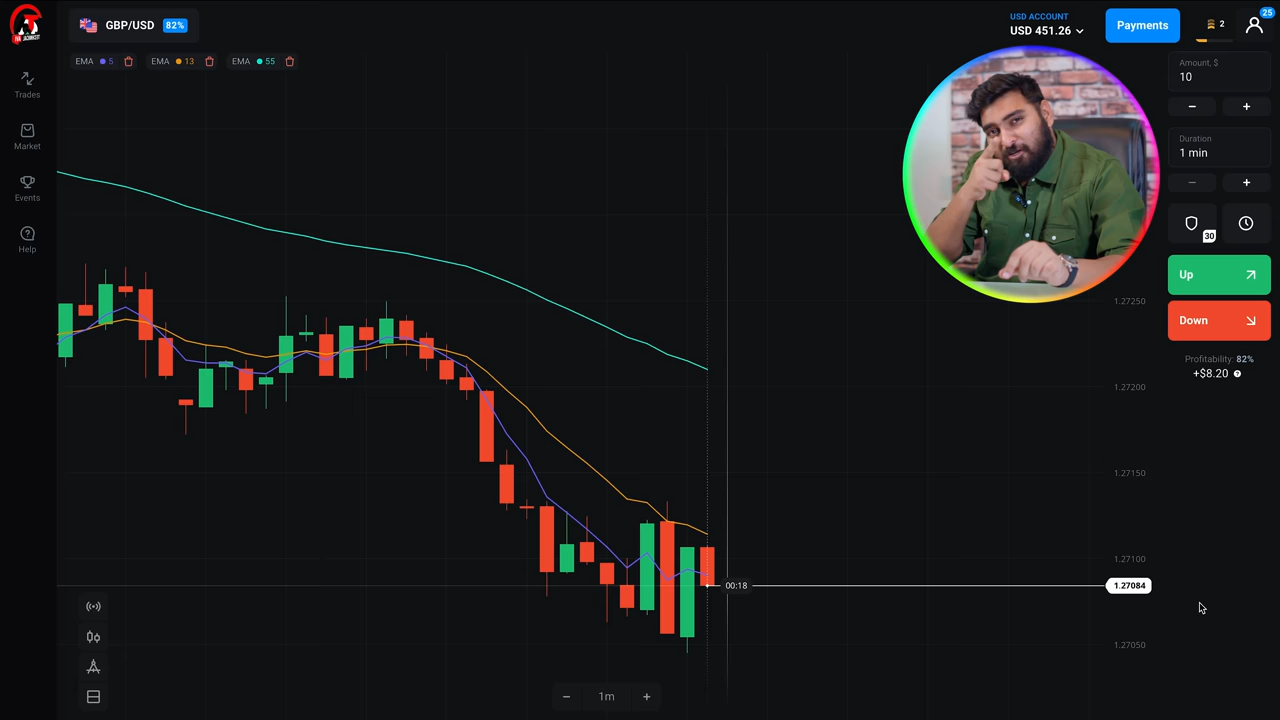 GBP/USD 82%
USD ACCOUNT
USD 451.26
Payments
2
25
EMA 5
EMA 13
EMA 55
Trades
Market
Events
Help
Amount, $
10
Duration
1 min
30
Up
Down
Profitability: 82%
+$8.20
1.27250
1.27200
1.27150
1.27100
1.27084
1.27050
00:18
1m